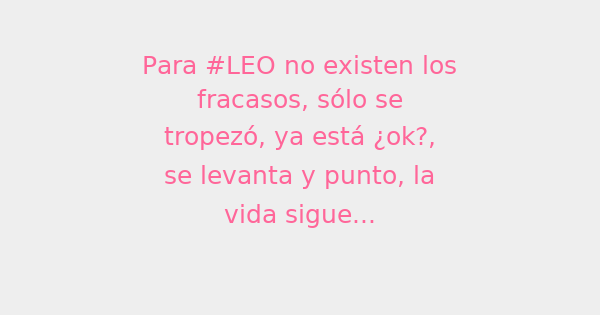 Para #LEO no existen los
fracasos, sólo se
tropezó, ya está ¿ok?,
se levanta y punto, la
vida sigue...